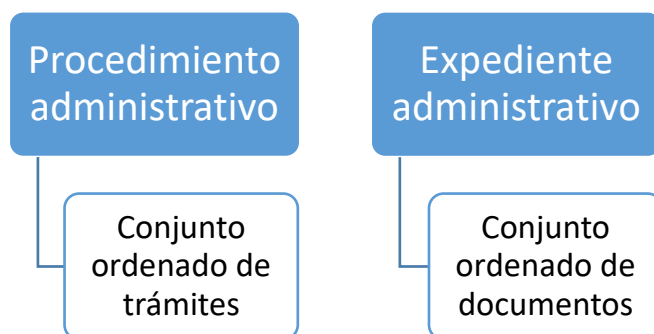 Procedimiento
administrativo
Conjunto
ordenado de
trámites
Expediente
administrativo
Conjunto
ordenado de
documentos